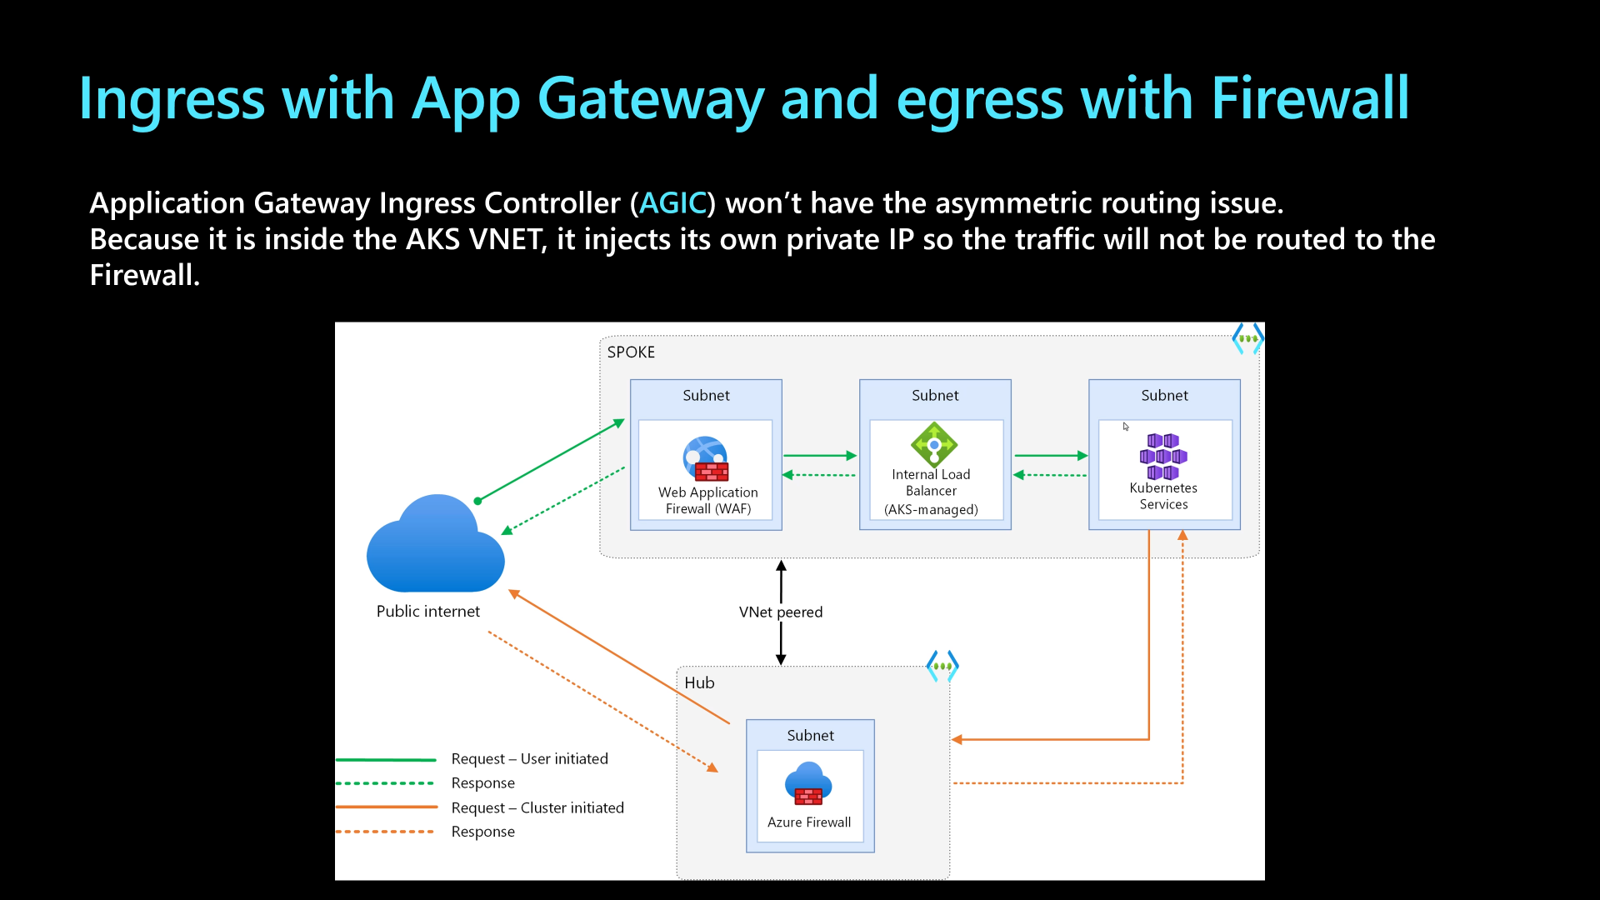 Ingress with App Gateway and egress with Firewall
Application Gateway Ingress Controller (AGIC) won’t have the asymmetric routing issue.
Because it is inside the AKS VNET, it injects its own private IP so the traffic will not be routed to the
Firewall.
SPOKE
Subnet
Web Application
Firewall (WAF)
Subnet
Internal Load
Balancer
(AKS-managed)
Subnet
Kubernetes
Services
Public internet
VNet peered
Hub
Subnet
Azure Firewall
Request – User initiated
Response
Request – Cluster initiated
Response